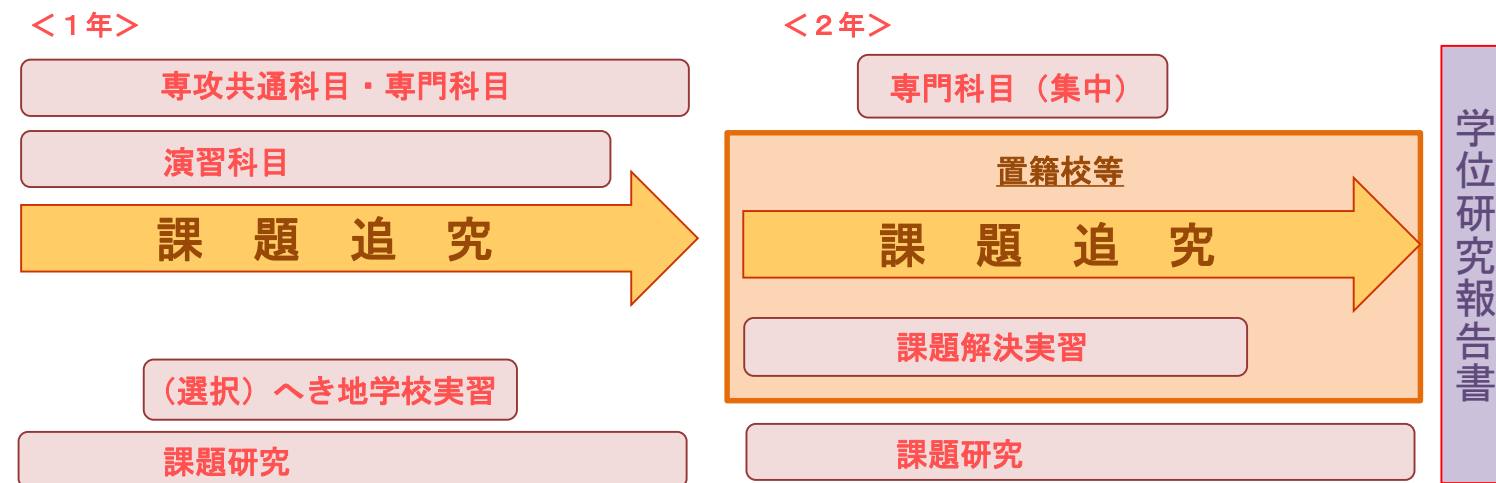 ＜１年＞
専攻共通科目・専門科目
演習科目
課　題　追　究
（選択）へき地学校実習
課題研究
＜２年＞
専門科目（集中）
置籍校等
課　題　追　究
課題解決実習
課題研究
学位研究報告書